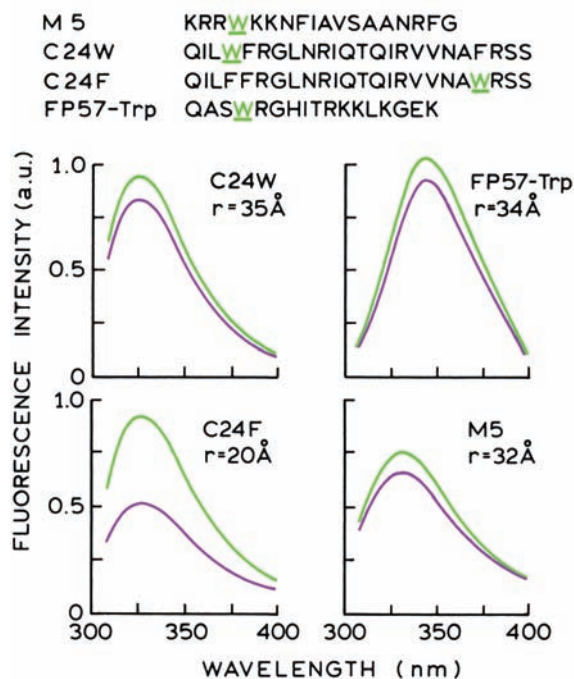 M 5 KRRWKKNFIAVSAANRFG
C24W QILWFRGLNRIQTQIRVVNAFRSS
C24F QILFFRGLNRIQTQIRVVNAWRSS
FP57-Trp QASWRGHITRKKLKGEK
FLUORESCENCE INTENSITY (a.u.)
1.0
0.5
0
C24W
r=35Å
FP57-Trp
r=34Å
1.0
0.5
0
C24F
r=20Å
M5
r=32Å
300 350 400 300 350 400
WAVELENGTH (nm)